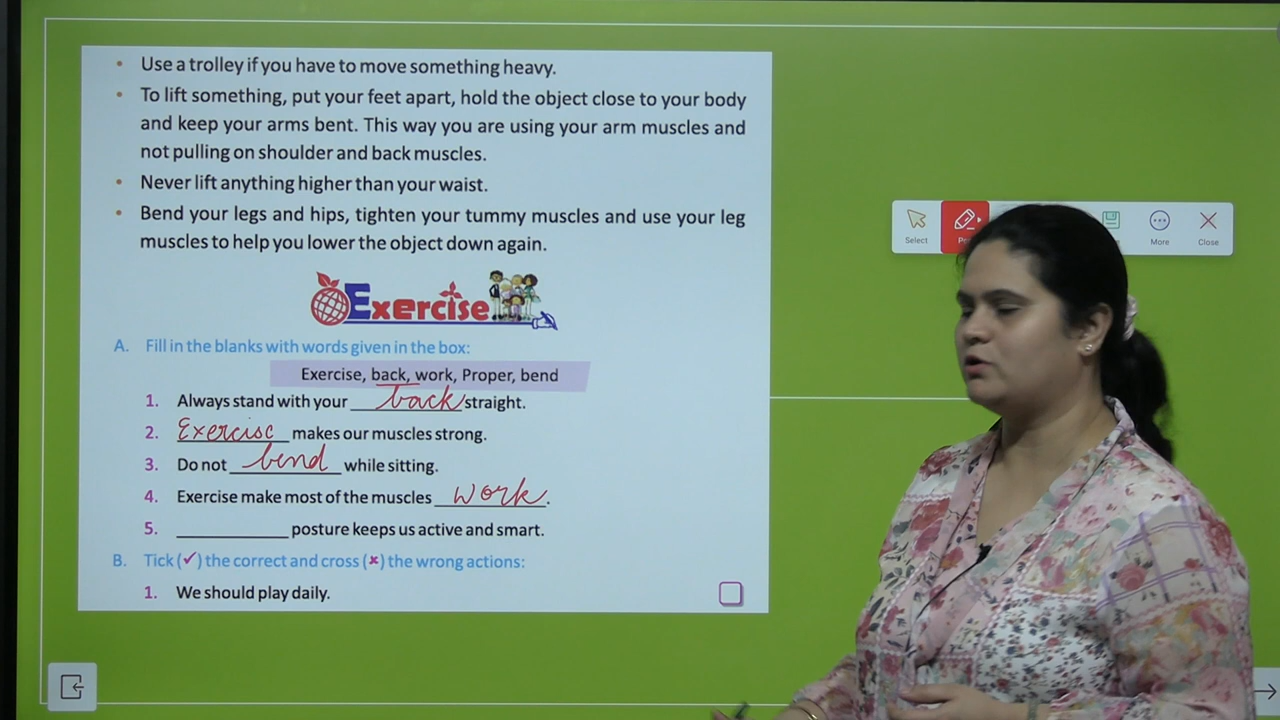 • Use a trolley if you have to move something heavy.
• To lift something, put your feet apart, hold the object close to your body
and keep your arms bent. This way you are using your arm muscles and
not pulling on shoulder and back muscles.
• Never lift anything higher than your waist.
• Bend your legs and hips, tighten your tummy muscles and use your leg
muscles to help you lower the object down again.
Exercise
A. Fill in the blanks with words given in the box:
Exercise, back, work, Proper, bend
1. Always stand with your back straight.
2. Exercise makes our muscles strong.
3. Do not bend while sitting.
4. Exercise make most of the muscles work.
5. __________ posture keeps us active and smart.
B. Tick (✓) the correct and cross (✗) the wrong actions:
1. We should play daily.
Select
More
Close